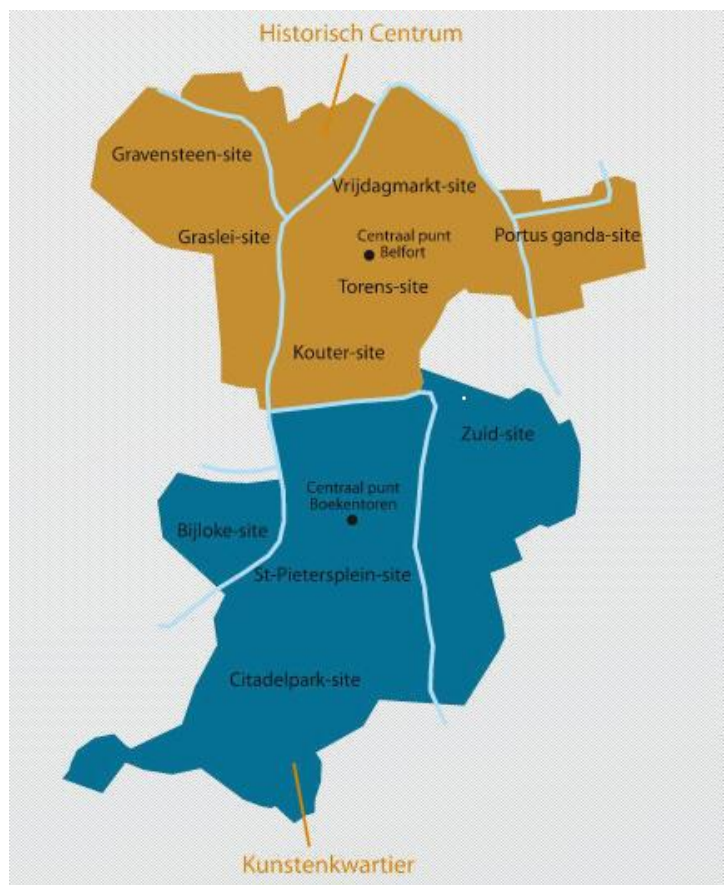 Historisch Centrum
Gravensteen-site
Vrijdagmarkt-site
Graslei-site
Centraal punt
Belfort
Portus ganda-site
Torens-site
Kouter-site
Zuid-site
Centraal punt
Boekentoren
Bijloke-site
St-Pietersplein-site
Citadelpark-site
Kunstenkwartier